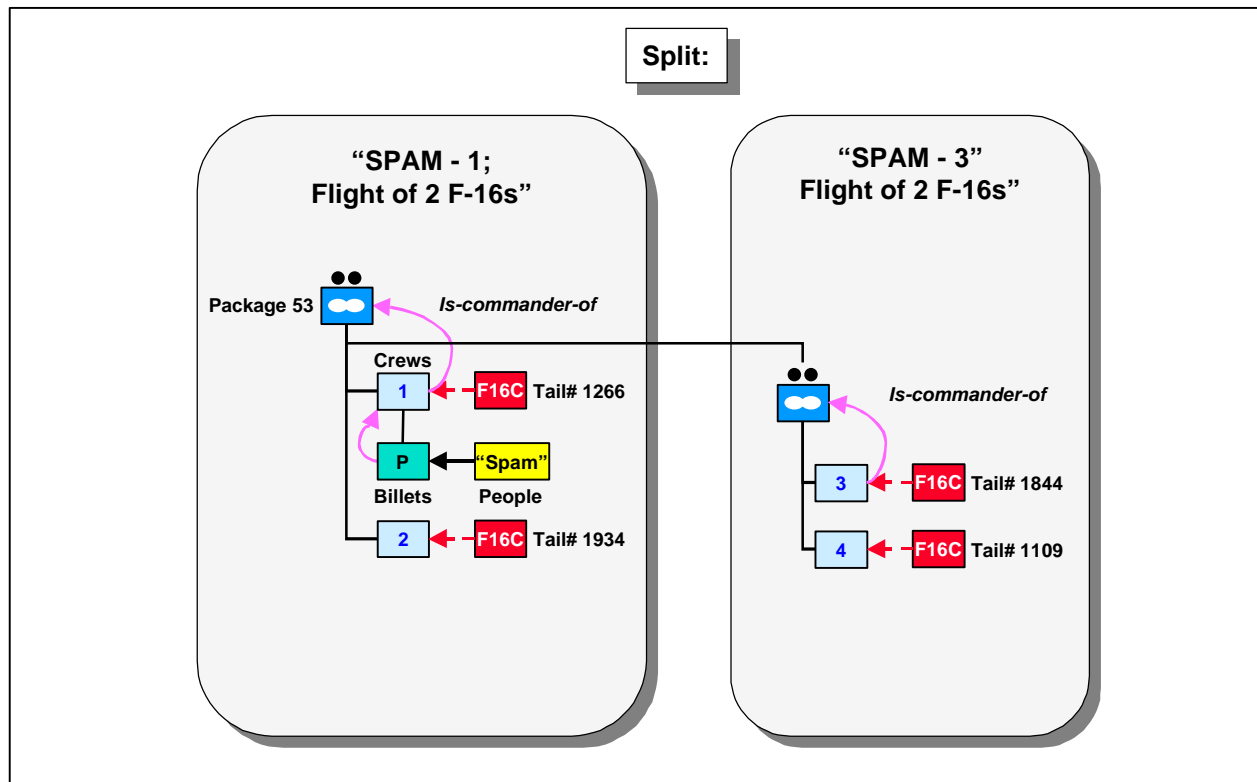 Split:
“SPAM - 1;
Flight of 2 F-16s”
Package 53
Is-commander-of
Crews
1
F16C
Tail# 1266
P
“Spam”
Billets
People
2
F16C
Tail# 1934
“SPAM - 3”
Flight of 2 F-16s”
Is-commander-of
3
F16C
Tail# 1844
4
F16C
Tail# 1109